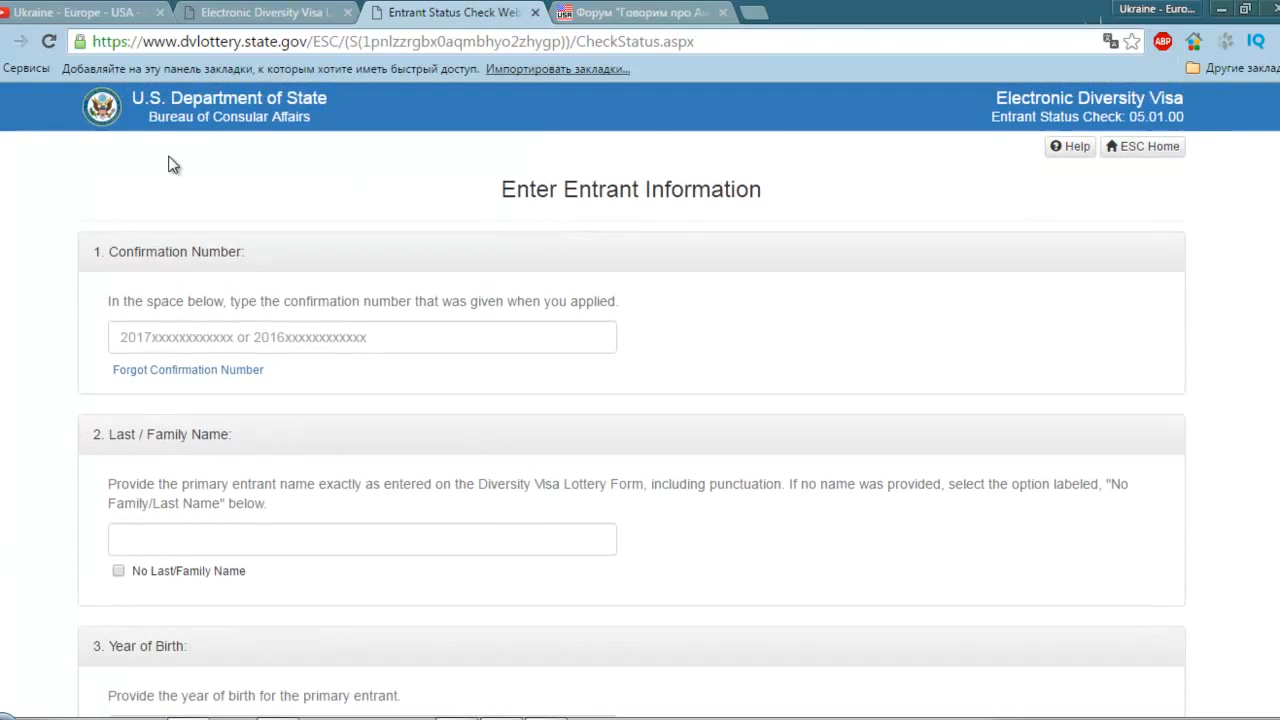 Ukraine - Europe - USA -
Electronic Diversity Visa L
Entrant Status Check Web
Форум "Говорим про Ам
Ukraine - Euro...
https://www.dvlottery.state.gov/ESC/(S(1pnlzzrgbx0aqmbhyo2zhygp))/CheckStatus.aspx
ABP
IQ
Сервисы
Добавляйте на эту панель закладки, к которым хотите иметь быстрый доступ. Импортировать закладки...
Другие заклад
U.S. Department of State
Bureau of Consular Affairs
Electronic Diversity Visa
Entrant Status Check: 05.01.00
Help
ESC Home
Enter Entrant Information
1. Confirmation Number:
In the space below, type the confirmation number that was given when you applied.
2017xxxxxxxxxxxx or 2016xxxxxxxxxxxx
Forgot Confirmation Number
2. Last / Family Name:
Provide the primary entrant name exactly as entered on the Diversity Visa Lottery Form, including punctuation. If no name was provided, select the option labeled, "No
Family/Last Name" below.
No Last/Family Name
3. Year of Birth:
Provide the year of birth for the primary entrant.